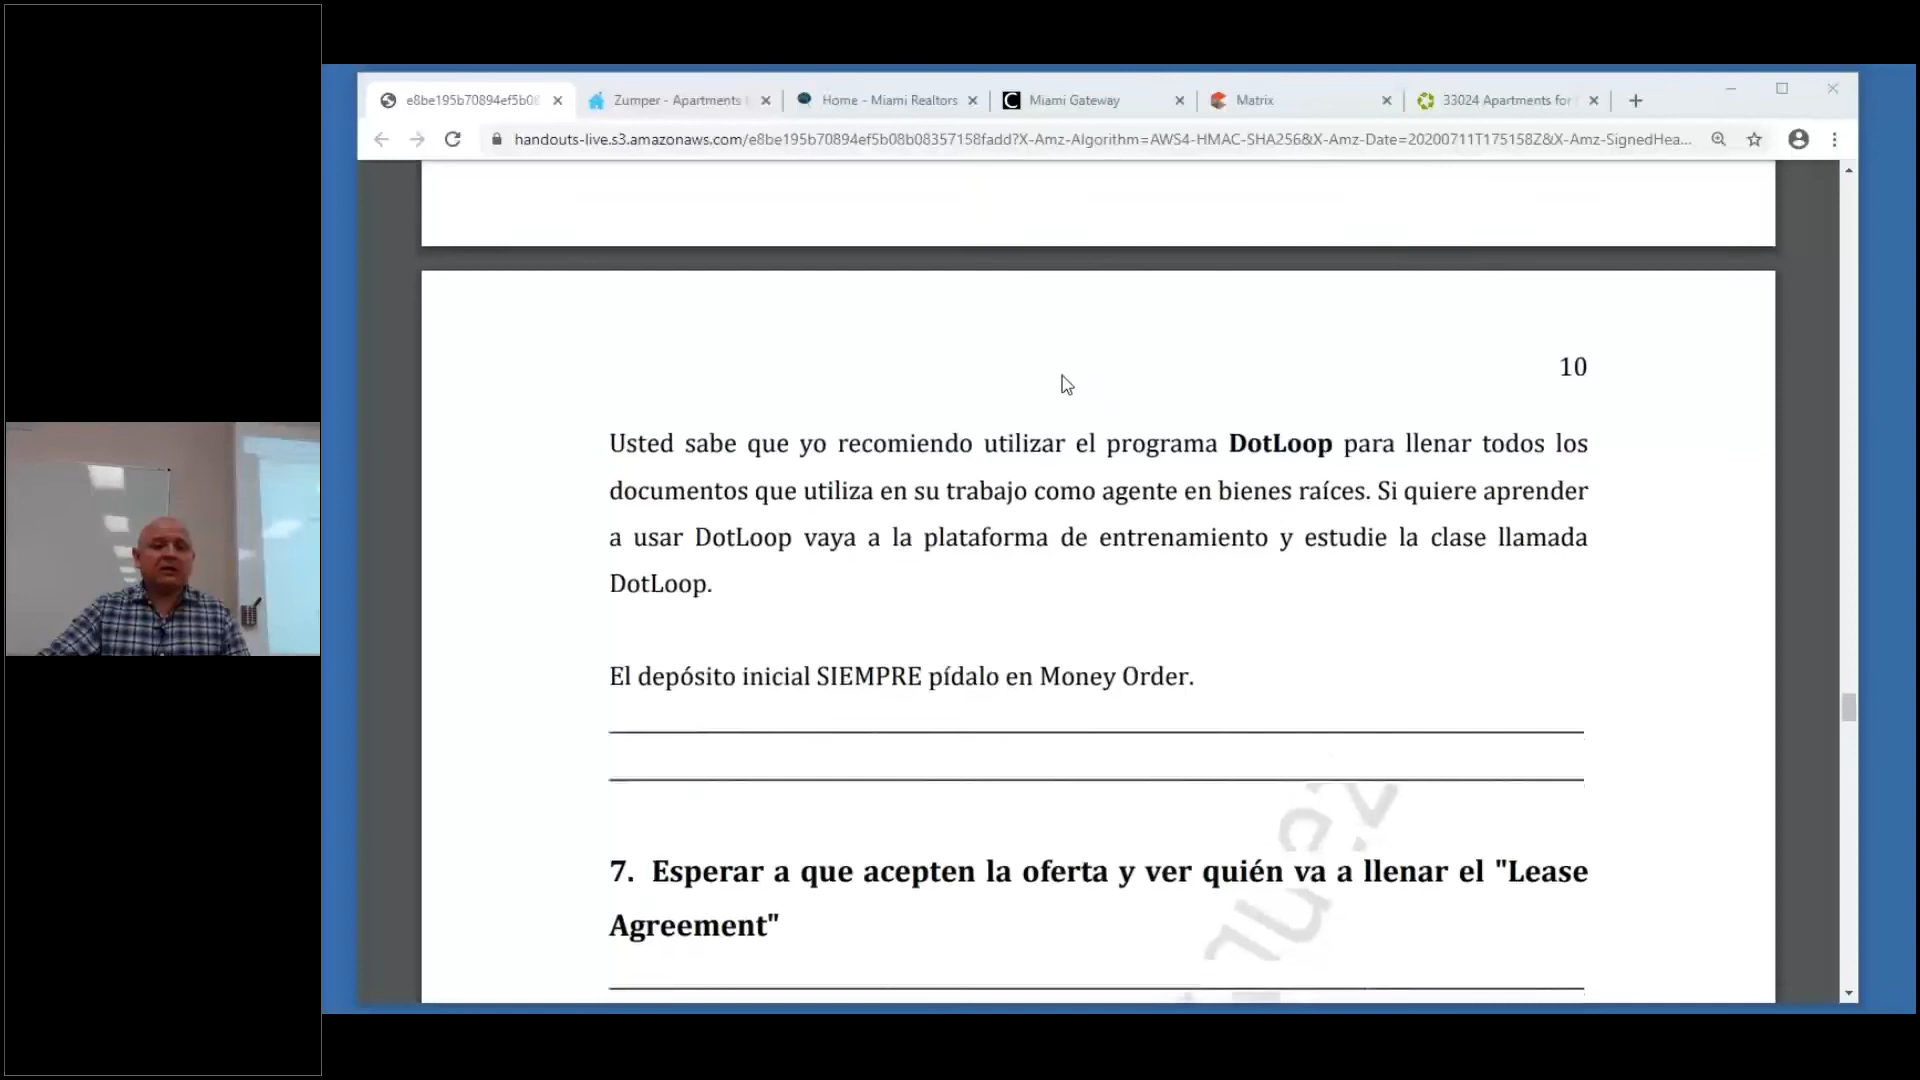 e8be195b70894ef5b08
Zumper - Apartments
Home - Miami Realtors
Miami Gateway
Matrix
33024 Apartments for
handouts-live.s3.amazonaws.com/e8be195b70894ef5b08b08357158fadd?X-Amz-Algorithm=AWS4-HMAC-SHA256&X-Amz-Date=20200711T175158Z&X-Amz-SignedHea...
10
Usted sabe que yo recomiendo utilizar el programa DotLoop para llenar todos los
documentos que utiliza en su trabajo como agente en bienes raíces. Si quiere aprender
a usar DotLoop vaya a la plataforma de entrenamiento y estudie la clase llamada
DotLoop.
El depósito inicial SIEMPRE pídalo en Money Order.
7. Esperar a que acepten la oferta y ver quién va a llenar el "Lease
Agreement"